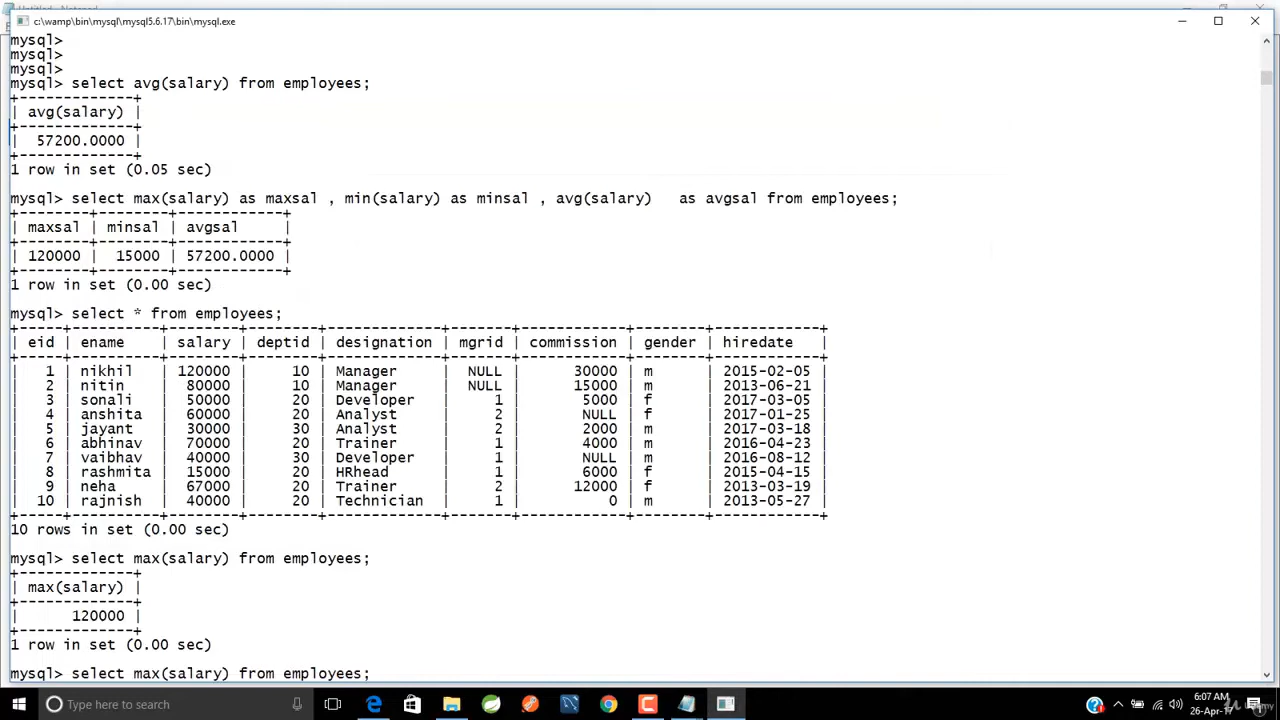 Untitled - Notepad
c:\wamp\bin\mysql\mysql5.6.17\bin\mysql.exe
mysql>
mysql>
mysql>
mysql> select avg(salary) from employees;
+-------------+
| avg(salary) |
+-------------+
|  57200.0000 |
+-------------+
1 row in set (0.05 sec)
mysql> select max(salary) as maxsal , min(salary) as minsal , avg(salary)   as avgsal from employees;
+--------+--------+------------+
| maxsal | minsal | avgsal     |
+--------+--------+------------+
| 120000 |  15000 | 57200.0000 |
+--------+--------+------------+
1 row in set (0.00 sec)
mysql> select * from employees;
+-----+----------+--------+--------+-------------+-------+------------+--------+------------+
| eid | ename    | salary | deptid | designation | mgrid | commission | gender | hiredate   |
+-----+----------+--------+--------+-------------+-------+------------+--------+------------+
|   1 | nikhil   | 120000 |     10 | Manager     |  NULL |      30000 | m      | 2015-02-05 |
|   2 | nitin    |  80000 |     10 | Manager     |  NULL |      15000 | m      | 2013-06-21 |
|   3 | sonali   |  50000 |     20 | Developer   |     1 |       5000 | f      | 2017-03-05 |
|   4 | anshita  |  60000 |     20 | Analyst     |     2 |       NULL | f      | 2017-01-25 |
|   5 | jayant   |  30000 |     30 | Analyst     |     2 |       2000 | m      | 2017-03-18 |
|   6 | abhinav  |  70000 |     20 | Trainer     |     1 |       4000 | m      | 2016-04-23 |
|   7 | vaibhav  |  40000 |     30 | Developer   |     1 |       NULL | m      | 2016-08-12 |
|   8 | rashmita |  15000 |     20 | HRhead      |     1 |       6000 | f      | 2015-04-15 |
|   9 | neha     |  67000 |     20 | Trainer     |     2 |      12000 | f      | 2013-03-19 |
|  10 | rajnish  |  40000 |     20 | Technician  |     1 |          0 | m      | 2013-05-27 |
+-----+----------+--------+--------+-------------+-------+------------+--------+------------+
10 rows in set (0.00 sec)
mysql> select max(salary) from employees;
+-------------+
| max(salary) |
+-------------+
|      120000 |
+-------------+
1 row in set (0.00 sec)
mysql> select max(salary) from employees;
Type here to search
6:07 AM
26-Apr-1